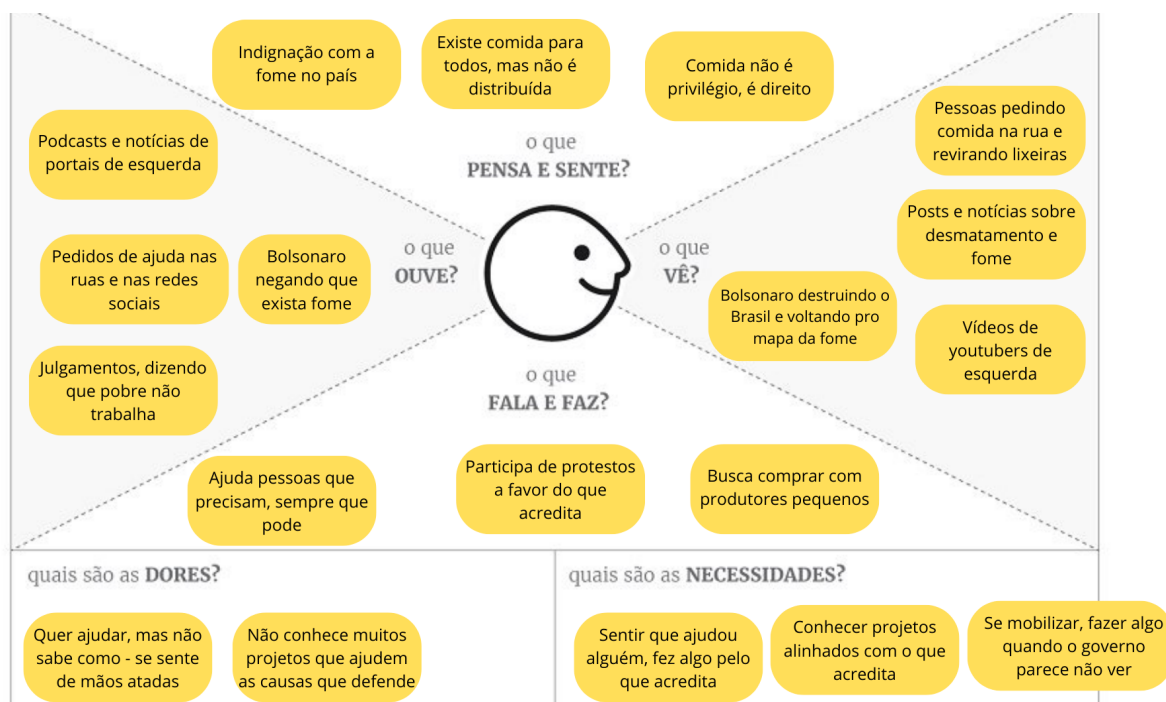 Indignação com a
fome no país
Existe comida para
todos, mas não é
distribuída
Comida não é
privilégio, é direito
o que
PENSA E SENTE?
Podcasts e notícias de
portais de esquerda
Pedidos de ajuda nas
ruas e nas redes
sociais
Bolsonaro
negando que
exista fome
Julgamentos, dizendo
que pobre não
trabalha
o que
OUVE?
o que
VÊ?
Pessoas pedindo
comida na rua e
revirando lixeiras
Posts e notícias sobre
desmatamento e
fome
Bolsonaro destruindo o
Brasil e voltando pro
mapa da fome
Vídeos de
youtubers de
esquerda
o que
FALA E FAZ?
Ajuda pessoas que
precisam, sempre que
pode
Participa de protestos
a favor do que
acredita
Busca comprar com
produtores pequenos
quais são as DORES?
Quer ajudar, mas não
sabe como - se sente
de mãos atadas
Não conhece muitos
projetos que ajudem
as causas que defende
quais são as NECESSIDADES?
Sentir que ajudou
alguém, fez algo pelo
que acredita
Conhecer projetos
alinhados com o que
acredita
Se mobilizar, fazer algo
quando o governo
parece não ver